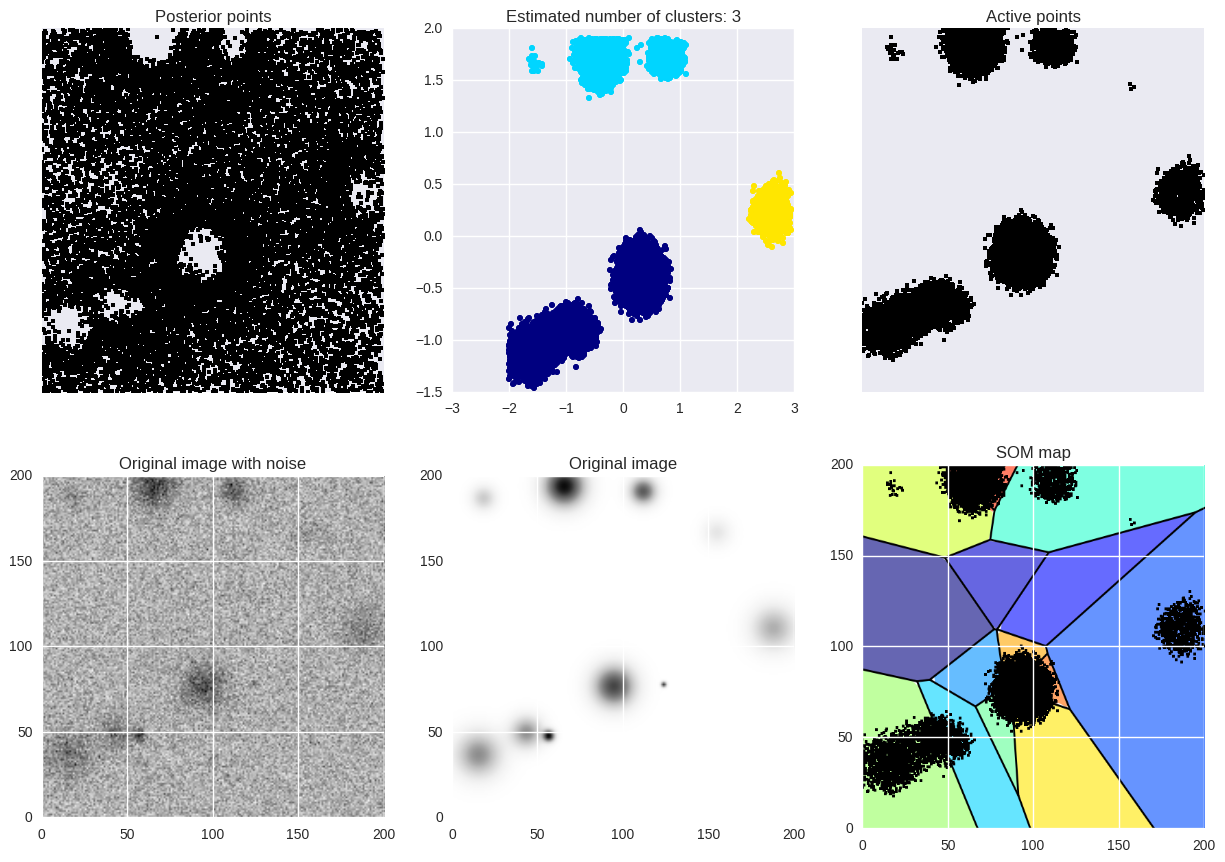 Posterior points
Estimated number of clusters: 3
Active points
2.0
1.5
1.0
0.5
0.0
−0.5
−1.0
−1.5
−3 −2 −1 0 1 2 3
Original image with noise
200
150
100
50
0
0 50 100 150 200
Original image
200
150
100
50
0
0 50 100 150 200
SOM map
200
150
100
50
0
0 50 100 150 200